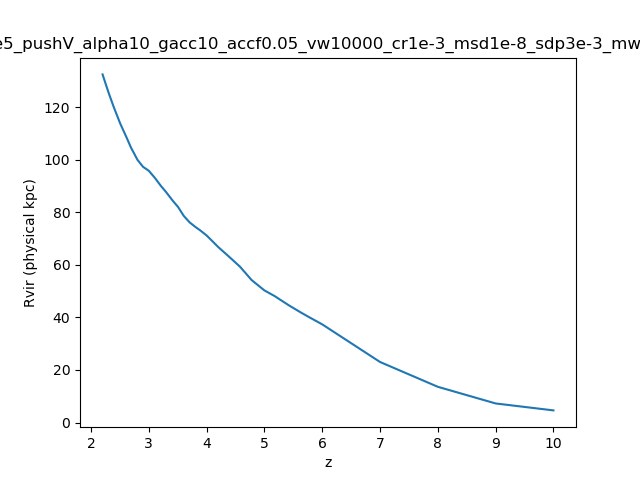 e5_pushV_alpha10_gacc10_accf0.05_vw10000_cr1e-3_msd1e-8_sdp3e-3_mw
120
100
80
60
40
20
0
Rvir (physical kpc)
2 3 4 5 6 7 8 9 10
z